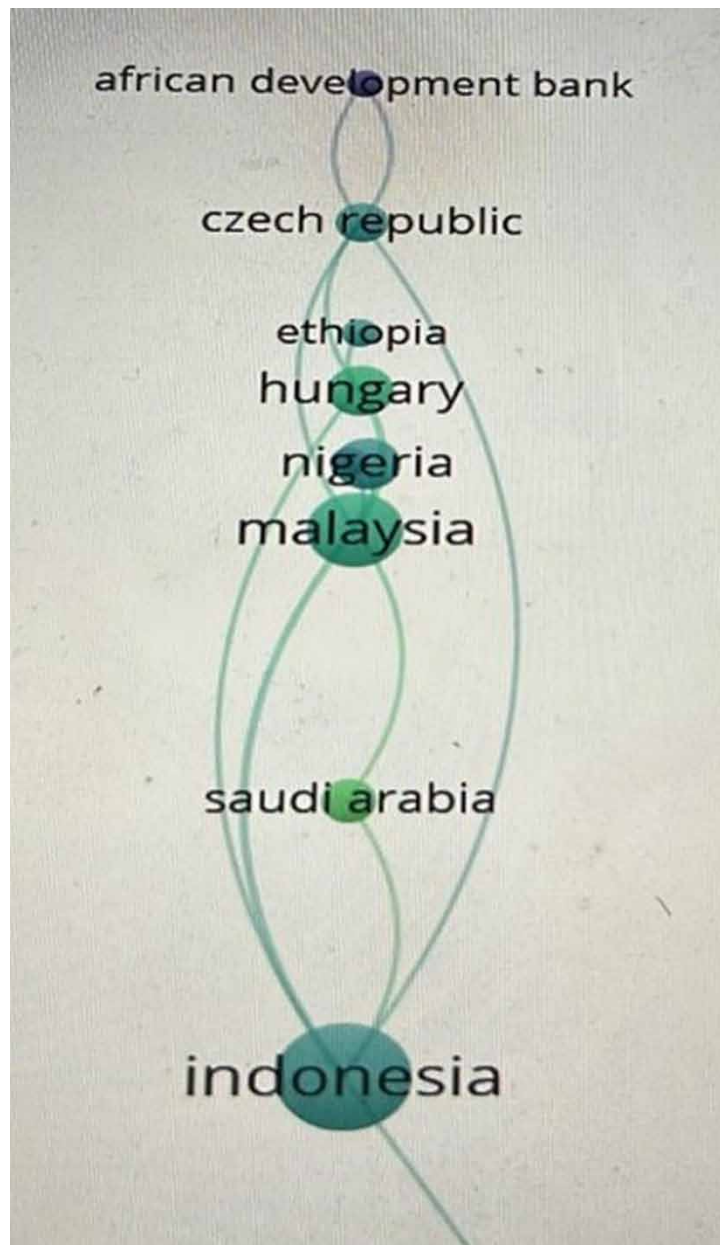 african development bank
czech republic
ethiopia
hungary
nigeria
malaysia
saudi arabia
indonesia